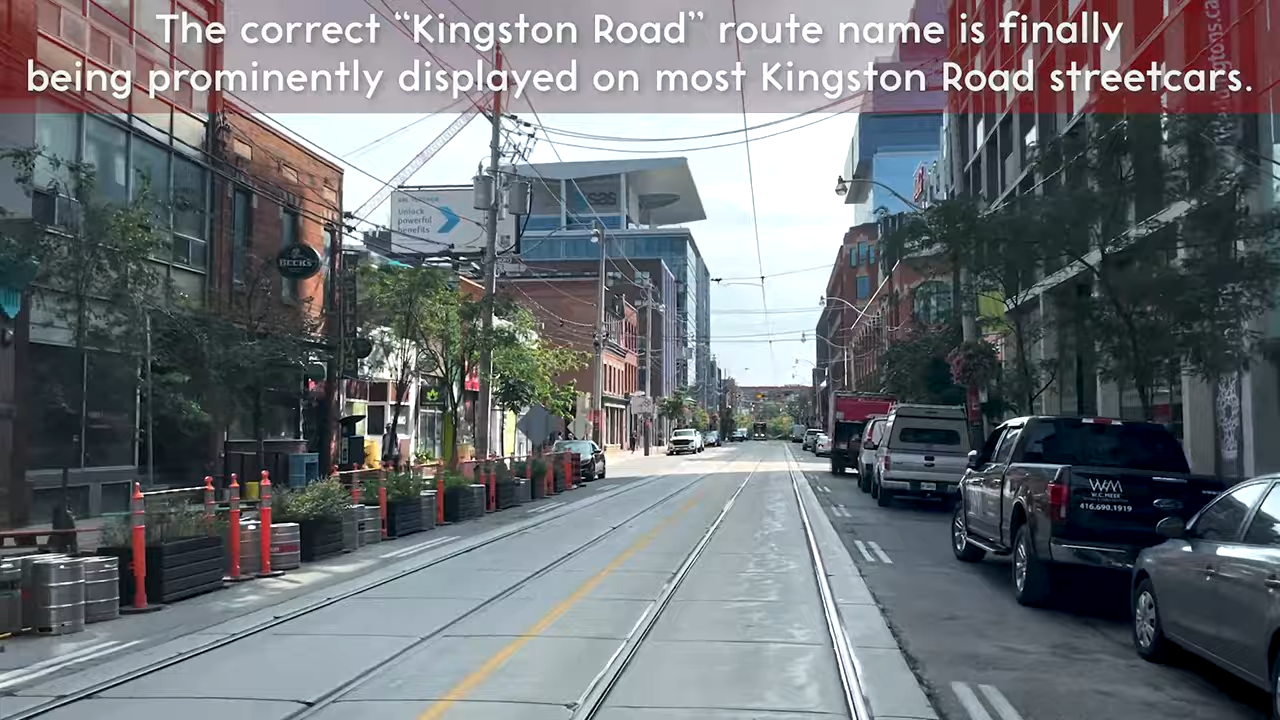 The correct “Kingston Road” route name is finally
being prominently displayed on most Kingston Road streetcars.
Unlock
powerful
benefits
BECK'S
WM
W.C. MEEK
416.690.1919